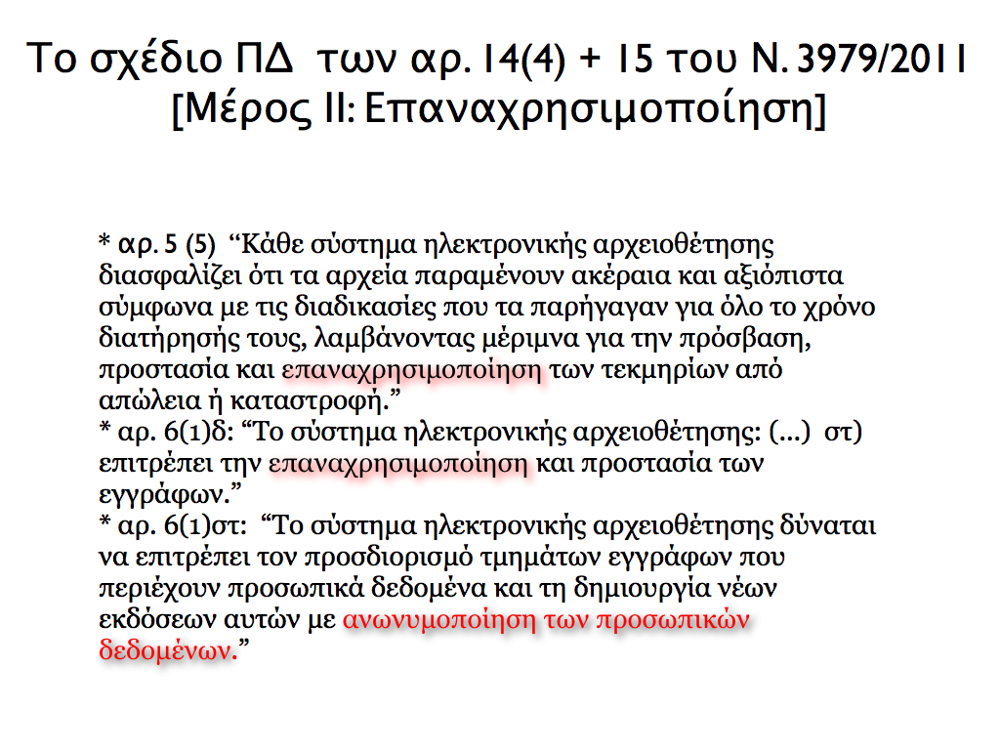 Το σχέδιο ΠΔ  των αρ. 14(4) + 15 του Ν. 3979/2011
[Μέρος ΙΙ: Επαναχρησιμοποίηση]
* αρ. 5 (5)  “Κάθε σύστημα ηλεκτρονικής αρχειοθέτησης
διασφαλίζει ότι τα αρχεία παραμένουν ακέραια και αξιόπιστα
σύμφωνα με τις διαδικασίες που τα παρήγαγαν για όλο το χρόνο
διατήρησής τους, λαμβάνοντας μέριμνα για την πρόσβαση,
προστασία και επαναχρησιμοποίηση των τεκμηρίων από
απώλεια ή καταστροφή.”
* αρ. 6(1)δ: “Το σύστημα ηλεκτρονικής αρχειοθέτησης: (...)  στ)
επιτρέπει την επαναχρησιμοποίηση και προστασία των
εγγράφων.”
* αρ. 6(1)στ:  “Το σύστημα ηλεκτρονικής αρχειοθέτησης δύναται
να επιτρέπει τον προσδιορισμό τμημάτων εγγράφων που
περιέχουν προσωπικά δεδομένα και τη δημιουργία νέων
εκδόσεων αυτών με ανωνυμοποίηση των προσωπικών
δεδομένων.”